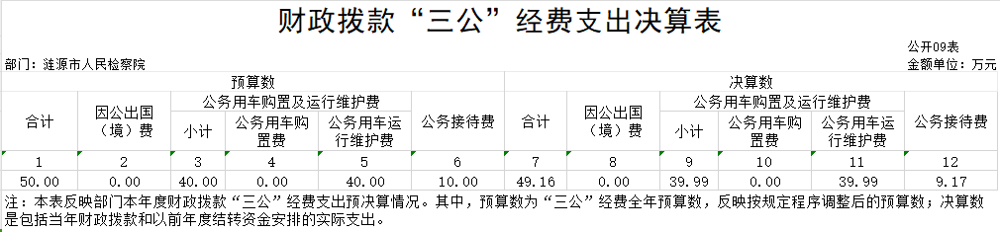 财政拨款“三公”经费支出决算表
公开09表
部门：涟源市人民检察院 金额单位：万元
预算数 决算数
合计 因公出国（境）费 公务用车购置及运行维护费 公务接待费 合计 因公出国（境）费 公务用车购置及运行维护费 公务接待费
小计 公务用车购置费 公务用车运行维护费 小计 公务用车购置费 公务用车运行维护费
1 2 3 4 5 6 7 8 9 10 11 12
50.00 0.00 40.00 0.00 40.00 10.00 49.16 0.00 39.99 0.00 39.99 9.17
注：本表反映部门本年度财政拨款“三公”经费支出预决算情况。其中，预算数为“三公”经费全年预算数，反映按规定程序调整后的预算数；决算数
是包括当年财政拨款和以前年度结转资金安排的实际支出。